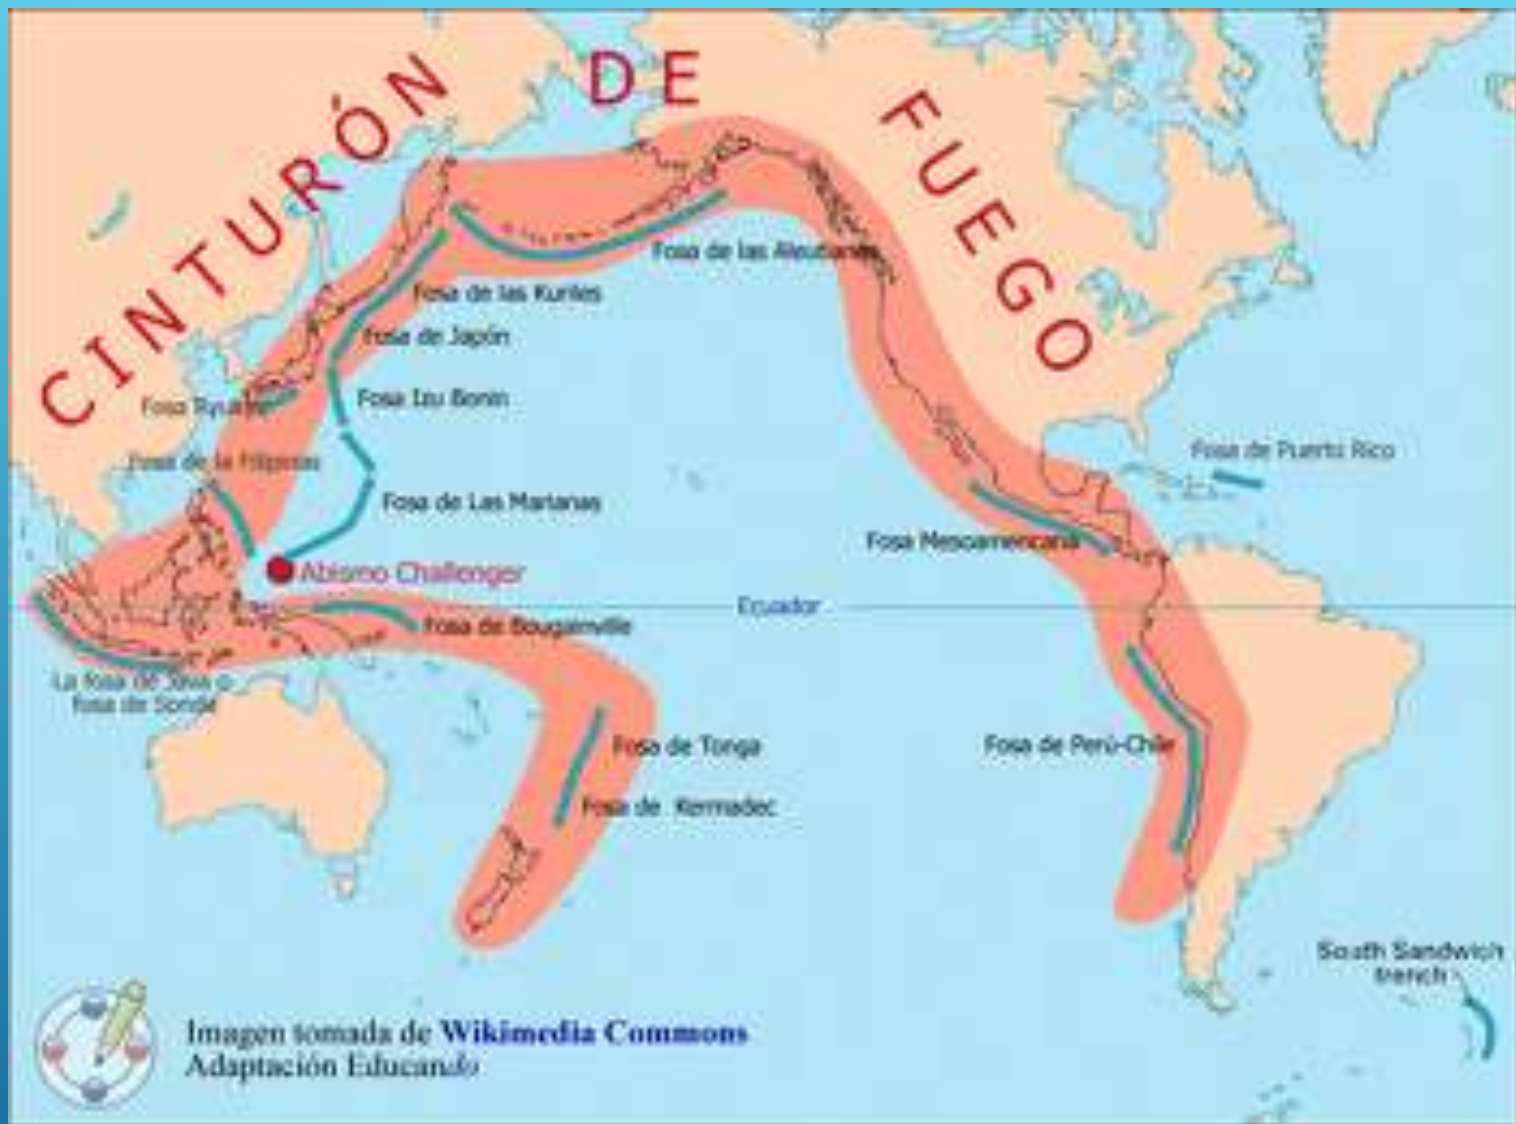 CINTURÓN DE FUEGO
Fosa de las Aleutianas
Fosa de las Kuriles
Fosa de Japón
Fosa Izu Bonin
Fosa Ryukyu
Fosa de la Filipinas
Fosa de Las Marianas
Fosa de Puerto Rico
Fosa Mesoamericana
Abismo Challenger
Ecuador
Fosa de Bougainville
La fosa de Java o
fosa de Sonda
Fosa de Tonga
Fosa de Perú-Chile
Fosa de Kermadec
South Sandwich
trench
Imagen tomada de Wikimedia Commons
Adaptación Educando